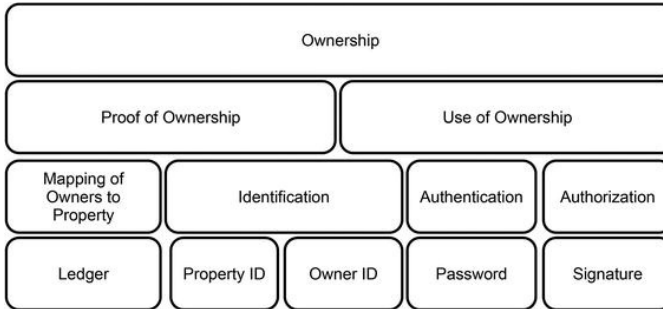 Ownership
Proof of Ownership
Use of Ownership
Mapping of
Owners to
Property
Identification
Authentication
Authorization
Ledger
Property ID
Owner ID
Password
Signature